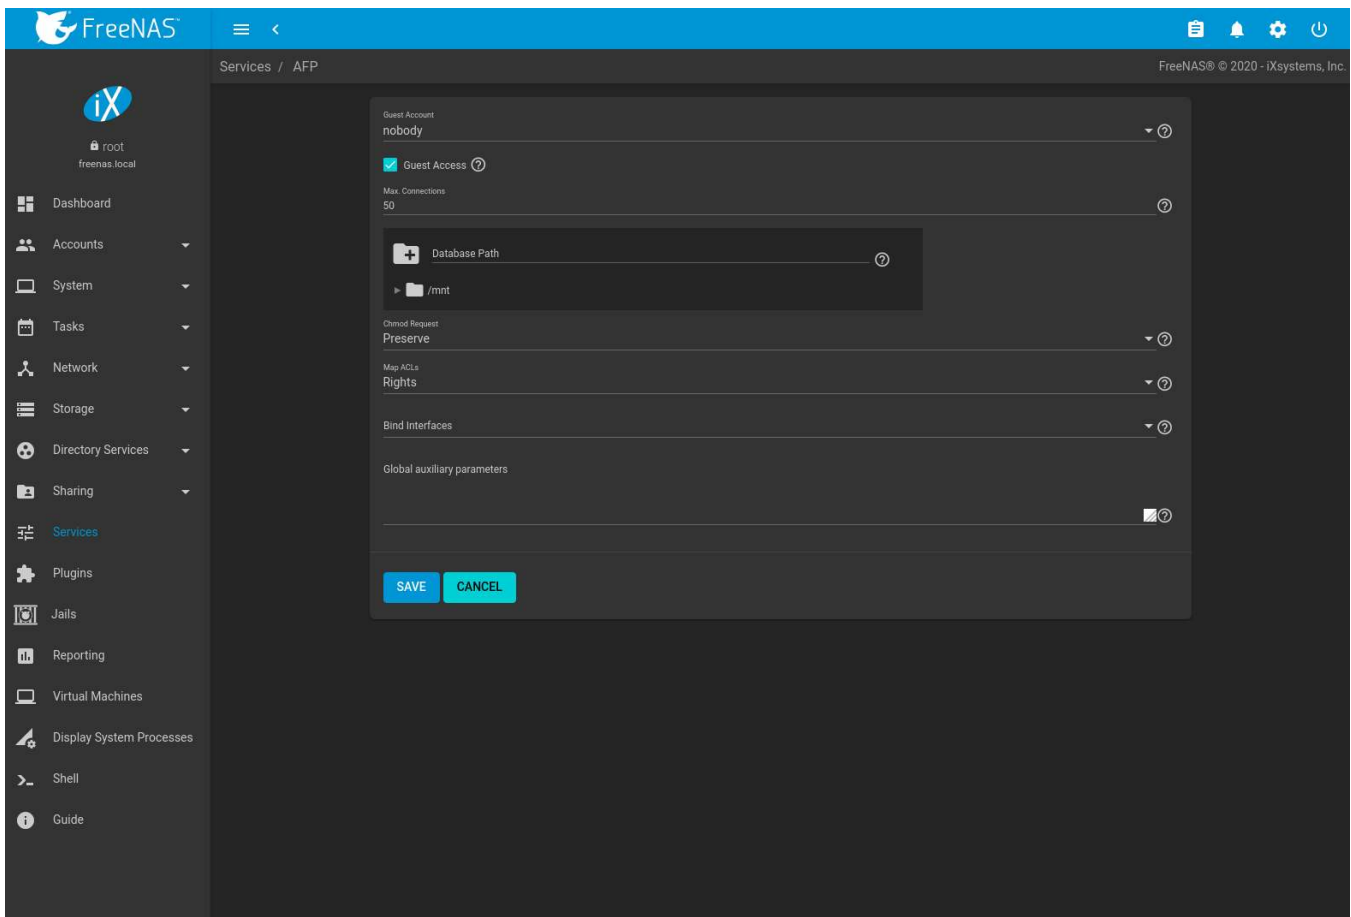 FreeNAS™
Services / AFP
FreeNAS® © 2020 - iXsystems, Inc.
iX
root
freenas.local
Dashboard
Accounts
System
Tasks
Network
Storage
Directory Services
Sharing
Services
Plugins
Jails
Reporting
Virtual Machines
Display System Processes
Shell
Guide
Guest Account
nobody
Guest Access
Max. Connections
50
Database Path
/mnt
Chmod Request
Preserve
Map ACLs
Rights
Bind Interfaces
Global auxiliary parameters
SAVE
CANCEL